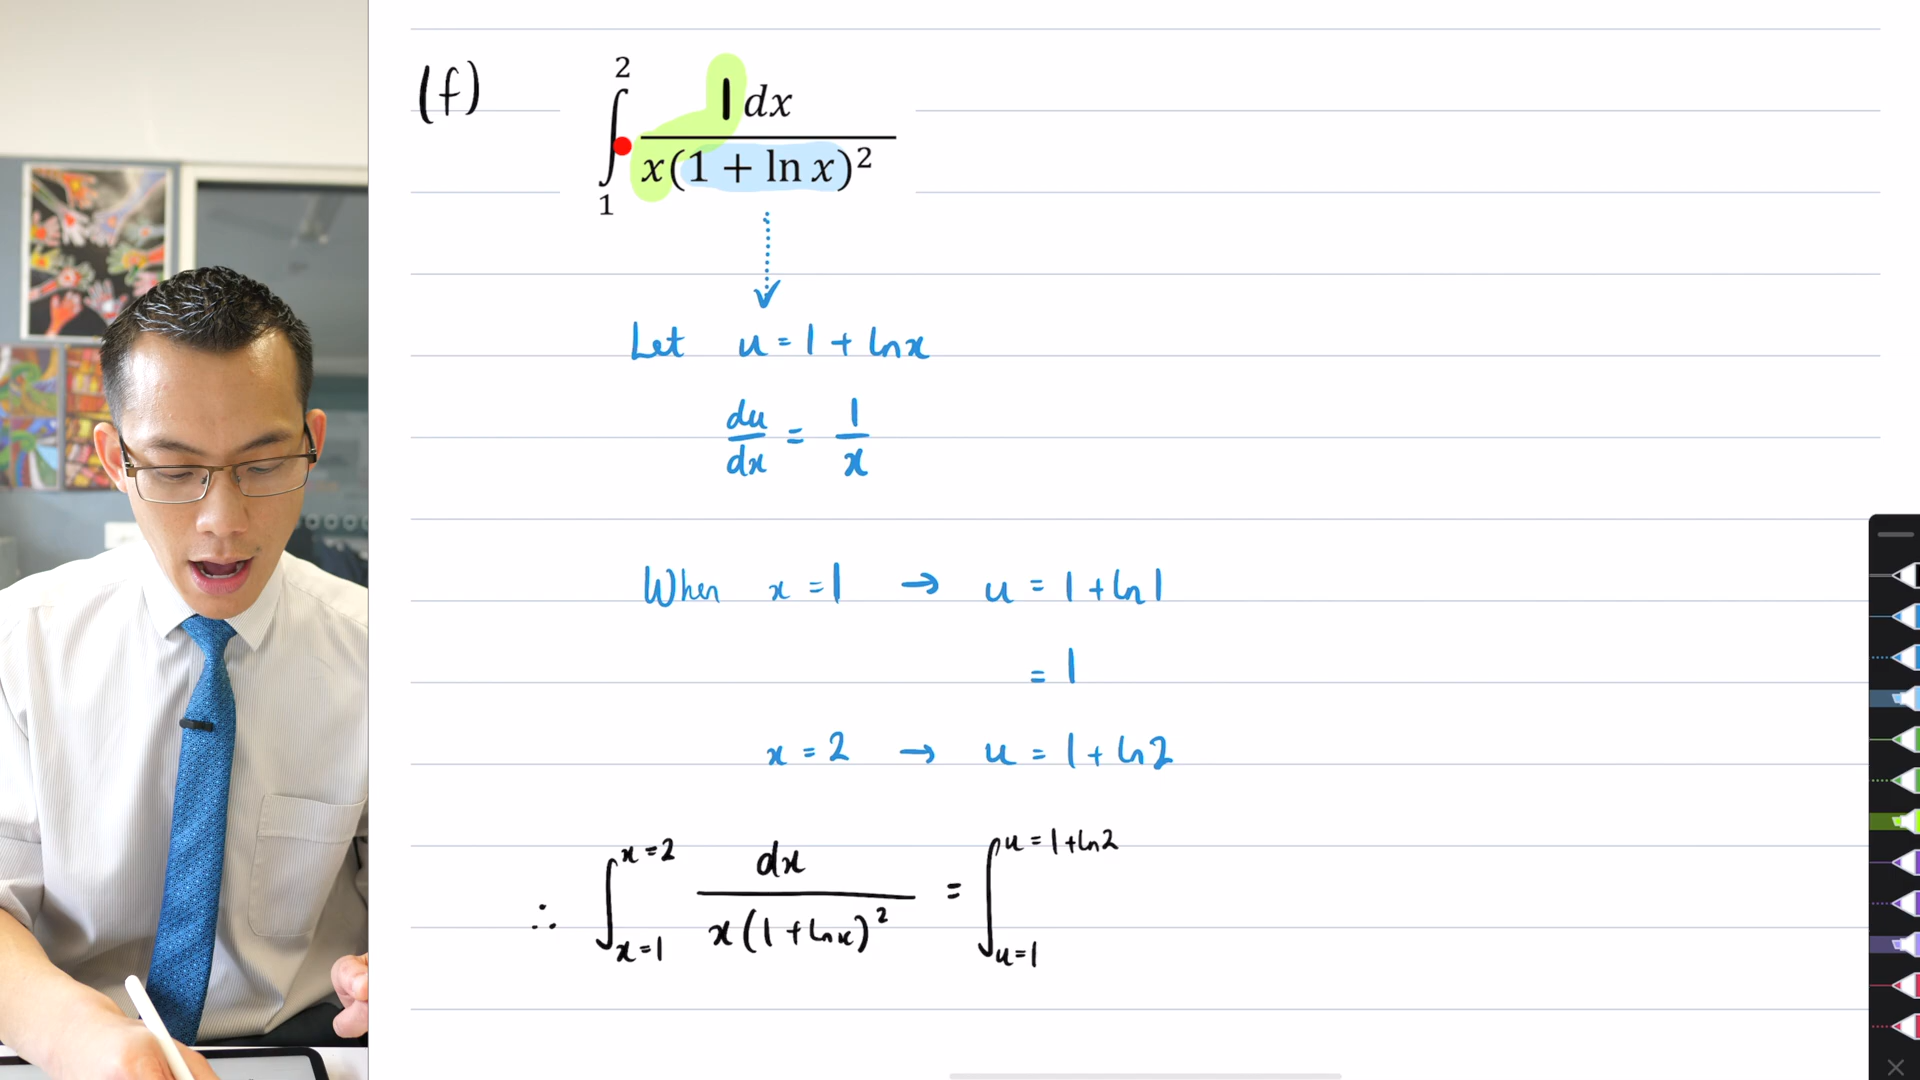 (f) ∫₁² 1 dx / x(1 + ln x)²
Let u = 1 + ln x
du/dx = 1/x
When x = 1 → u = 1 + ln 1
= 1
x = 2 → u = 1 + ln 2
∴ ∫_{x=1}^{x=2} dx / x(1 + ln x)² = ∫_{u=1}^{u=1+ln2}